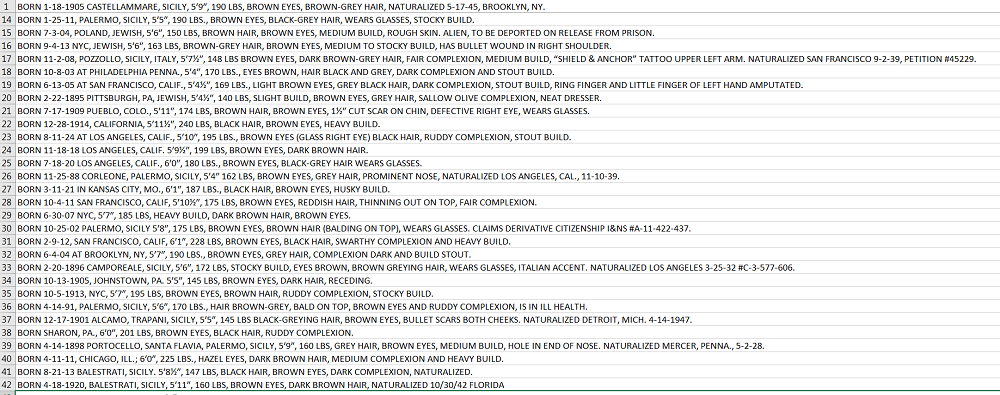 1 BORN 1-18-1905 CASTELLAMMARE, SICILY, 5'9", 190 LBS, BROWN EYES, BROWN-GREY HAIR, NATURALIZED 5-17-45, BROOKLYN, NY.
14 BORN 1-25-11, PALERMO, SICILY, 5'5", 190 LBS., BROWN EYES, BLACK-GREY HAIR, WEARS GLASSES, STOCKY BUILD.
15 BORN 7-3-04, POLAND, JEWISH, 5'6", 150 LBS, BROWN HAIR, BROWN EYES, MEDIUM BUILD, ROUGH SKIN. ALIEN, TO BE DEPORTED ON RELEASE FROM PRISON.
16 BORN 9-4-13 NYC, JEWISH, 5'6", 163 LBS, BROWN-GREY HAIR, BROWN EYES, MEDIUM TO STOCKY BUILD, HAS BULLET WOUND IN RIGHT SHOULDER.
17 BORN 11-2-08, POZZOLO, SICILY, ITALY, 5'7½", 148 LBS BROWN EYES, DARK BROWN-GREY HAIR, FAIR COMPLEXION, MEDIUM BUILD, "SHIELD & ANCHOR" TATTOO UPPER LEFT ARM. NATURALIZED SAN FRANCISCO 9-2-39, PETITION #45229.
18 BORN 10-8-03 AT PHILADELPHIA PENNA., 5'4", 170 LBS., EYES BROWN, HAIR BLACK AND GREY, DARK COMPLEXION AND STOUT BUILD.
19 BORN 6-13-05 AT SAN FRANCISCO, CALIF., 5'4½", 169 LBS., LIGHT BROWN EYES, GREY BLACK HAIR, DARK COMPLEXION, STOUT BUILD, RING FINGER AND LITTLE FINGER OF LEFT HAND AMPUTATED.
20 BORN 2-22-1895 PITTSBURGH, PA, JEWISH, 5'4½", 140 LBS, SLIGHT BUILD, BROWN EYES, GREY HAIR, SALLOW OLIVE COMPLEXION, NEAT DRESSER.
21 BORN 7-17-1909 PUEBLO, COLO., 5'11", 174 LBS, BROWN HAIR, BROWN EYES, 1½" CUT SCAR ON CHIN, DEFECTIVE RIGHT EYE, WEARS GLASSES.
22 BORN 12-28-1914, CALIFORNIA, 5'11½", 240 LBS, BLACK HAIR, BROWN EYES, HEAVY BUILD.
23 BORN 8-11-24 AT LOS ANGELES, CALIF., 5'10", 195 LBS., BROWN EYES (GLASS RIGHT EYE) BLACK HAIR, RUDDY COMPLEXION, STOUT BUILD.
24 BORN 11-18-18 LOS ANGELES, CALIF. 5'9½", 199 LBS, BROWN EYES, DARK BROWN HAIR.
25 BORN 7-18-20 LOS ANGELES, CALIF., 6'0", 180 LBS., BROWN EYES, BLACK-GREY HAIR WEARS GLASSES.
26 BORN 11-25-88 CORLEONE, PALERMO, SICILY, 5'4" 162 LBS, BROWN EYES, GREY HAIR, PROMINENT NOSE, NATURALIZED LOS ANGELES, CAL., 11-10-39.
27 BORN 3-11-21 IN KANSAS CITY, MO., 6'1", 187 LBS., BLACK HAIR, BROWN EYES, HUSKY BUILD.
28 BORN 10-4-11 SAN FRANCISCO, CALIF, 5'10½", 175 LBS, BROWN EYES, REDDISH HAIR, THINNING OUT ON TOP, FAIR COMPLEXION.
29 BORN 6-30-07 NYC, 5'7", 185 LBS, HEAVY BUILD, DARK BROWN HAIR, BROWN EYES.
30 BORN 10-25-02 PALERMO, SICILY 5'8", 175 LBS, BROWN EYES, BROWN HAIR (BALDING ON TOP), WEARS GLASSES. CLAIMS DERIVATIVE CITIZENSHIP I&NS #A-11-422-437.
31 BORN 2-9-12, SAN FRANCISCO, CALIF, 6'1", 228 LBS, BROWN EYES, BLACK HAIR, SWARTHY COMPLEXION AND HEAVY BUILD.
32 BORN 6-4-04 AT BROOKLYN, NY, 5'7", 190 LBS., BROWN EYES, GREY HAIR, COMPLEXION DARK AND BUILD STOUT.
33 BORN 2-20-1896 CAMPOREALE, SICILY, 5'6", 172 LBS, STOCKY BUILD, EYES BROWN, BROWN GREYING HAIR, WEARS GLASSES, ITALIAN ACCENT. NATURALIZED LOS ANGELES 3-25-32 #C-3-577-606.
34 BORN 10-13-1905, JOHNSTOWN, PA. 5'5", 145 LBS, BROWN EYES, DARK HAIR, RECEDING.
35 BORN 10-5-1913, NYC, 5'7", 195 LBS, BROWN EYES, BROWN HAIR, RUDDY COMPLEXION, STOCKY BUILD.
36 BORN 4-14-91, PALERMO, SICILY, 5'6", 170 LBS., HAIR BROWN-GREY, BALD ON TOP, BROWN EYES AND RUDDY COMPLEXION, IS IN ILL HEALTH.
37 BORN 12-17-1901 ALCAMO, TRAPANI, SICILY, 5'5", 145 LBS BLACK-GREYING HAIR, BROWN EYES, BULLET SCARS BOTH CHEEKS. NATURALIZED DETROIT, MICH. 4-14-1947.
38 BORN SHARON, PA., 6'0", 201 LBS, BROWN EYES, BLACK HAIR, RUDDY COMPLEXION.
39 BORN 4-14-1898 PORTOCELLO, SANTA FLAVIA, PALERMO, SICILY, 5'9", 160 LBS, GREY HAIR, BROWN EYES, MEDIUM BUILD, HOLE IN END OF NOSE. NATURALIZED MERCER, PENNA., 5-2-28.
40 BORN 4-11-11, CHICAGO, ILL.; 6'0", 225 LBS., HAZEL EYES, DARK BROWN HAIR, MEDIUM COMPLEXION AND HEAVY BUILD.
41 BORN 8-21-13 BALESTRATI, SICILY. 5'8½", 147 LBS, BLACK HAIR, BROWN EYES, DARK COMPLEXION, NATURALIZED.
42 BORN 4-18-1920, BALESTRATI, SICILY, 5'11", 160 LBS, BROWN EYES, DARK BROWN HAIR, NATURALIZED 10/30/42 FLORIDA